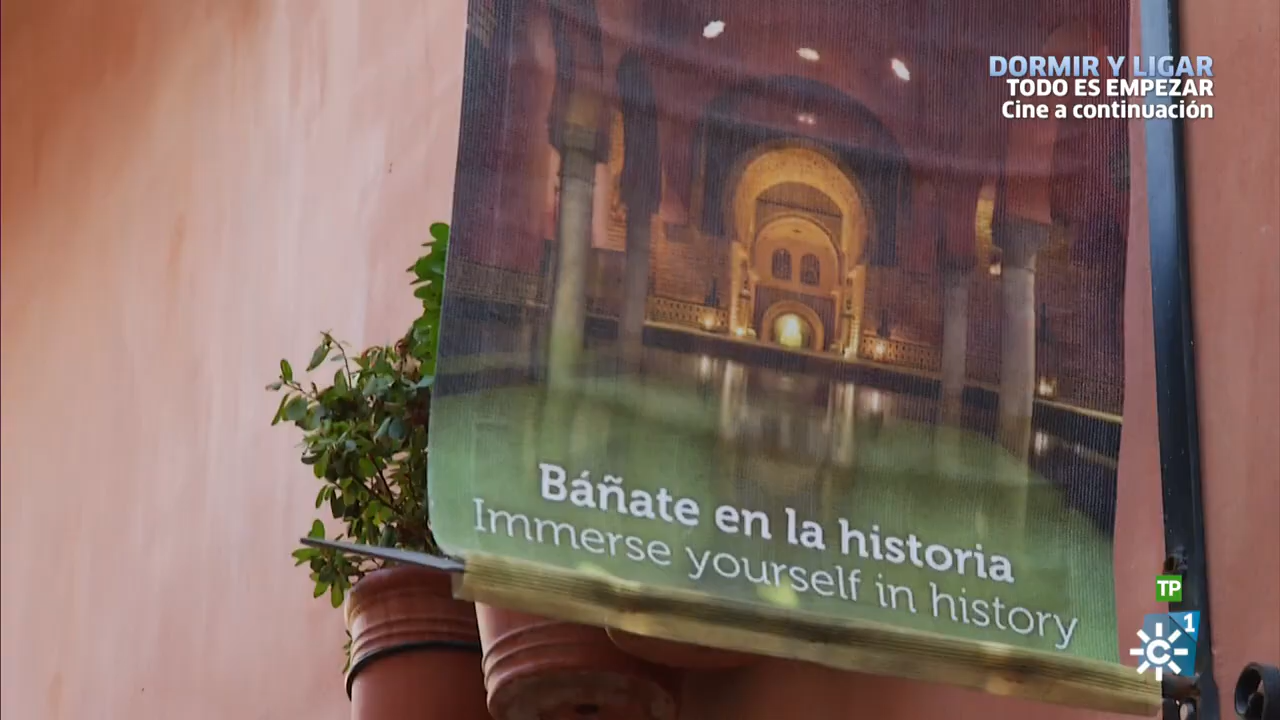 DORMIR Y LIGAR
TODO ES EMPEZAR
Cine a continuación
Báñate en la historia
Immerse yourself in history
TP
1
C